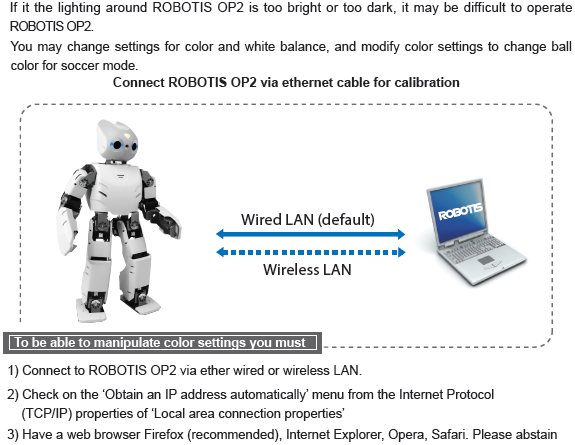 If it the lighting around ROBOTIS OP2 is too bright or too dark, it may be difficult to operate
ROBOTIS OP2.
You may change settings for color and white balance, and modify color settings to change ball
color for soccer mode.
Connect ROBOTIS OP2 via ethernet cable for calibration
Wired LAN (default)
ROBOTIS
Wireless LAN
To be able to manipulate color settings you must
1) Connect to ROBOTIS OP2 via ether wired or wireless LAN.
2) Check on the ‘Obtain an IP address automatically’ menu from the Internet Protocol
(TCP/IP) properties of ‘Local area connection properties’
3) Have a web browser Firefox (recommended), Internet Explorer, Opera, Safari. Please abstain